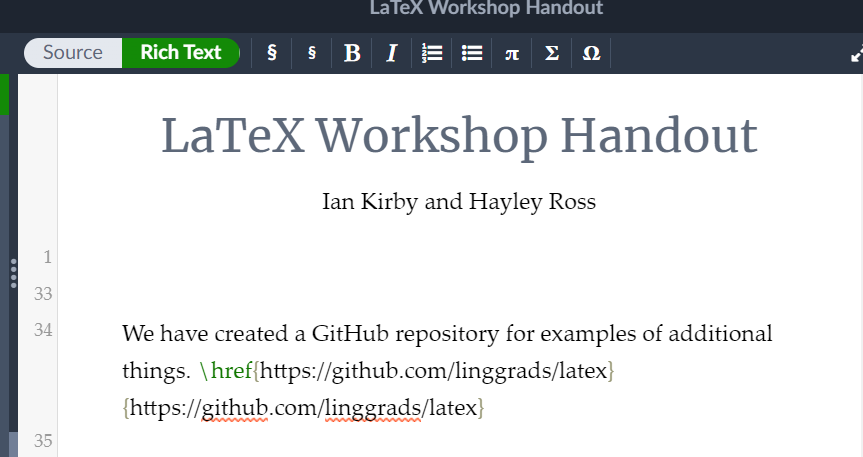 LaTeX Workshop Handout
Source Rich Text § § B I π Σ Ω
LaTeX Workshop Handout
Ian Kirby and Hayley Ross
1
33
34 We have created a GitHub repository for examples of additional
things. \href{https://github.com/linggrads/latex}
{https://github.com/linggrads/latex}
35